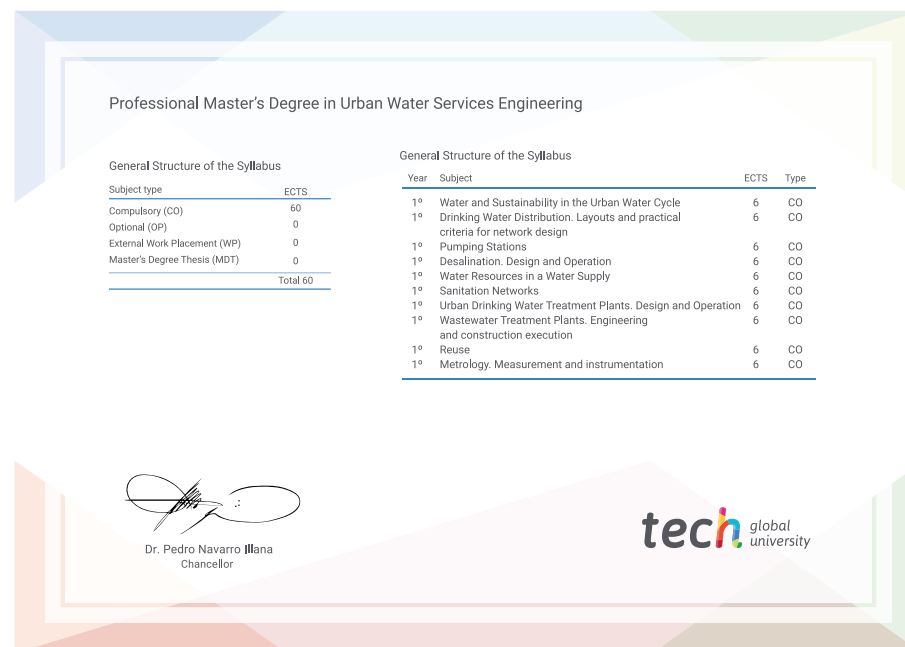 Professional Master's Degree in Urban Water Services Engineering
General Structure of the Syllabus
Subject type ECTS
Compulsory (CO) 60
Optional (OP) 0
External Work Placement (WP) 0
Master's Degree Thesis (MDT) 0
Total 60
General Structure of the Syllabus
Year Subject ECTS Type
1º Water and Sustainability in the Urban Water Cycle 6 CO
1º Drinking Water Distribution. Layouts and practical 6 CO
criteria for network design
1º Pumping Stations 6 CO
1º Desalination. Design and Operation 6 CO
1º Water Resources in a Water Supply 6 CO
1º Sanitation Networks 6 CO
1º Urban Drinking Water Treatment Plants. Design and Operation 6 CO
1º Wastewater Treatment Plants. Engineering 6 CO
and construction execution
1º Reuse 6 CO
1º Metrology. Measurement and instrumentation 6 CO
Dr. Pedro Navarro Illana
Chancellor
tech global
university